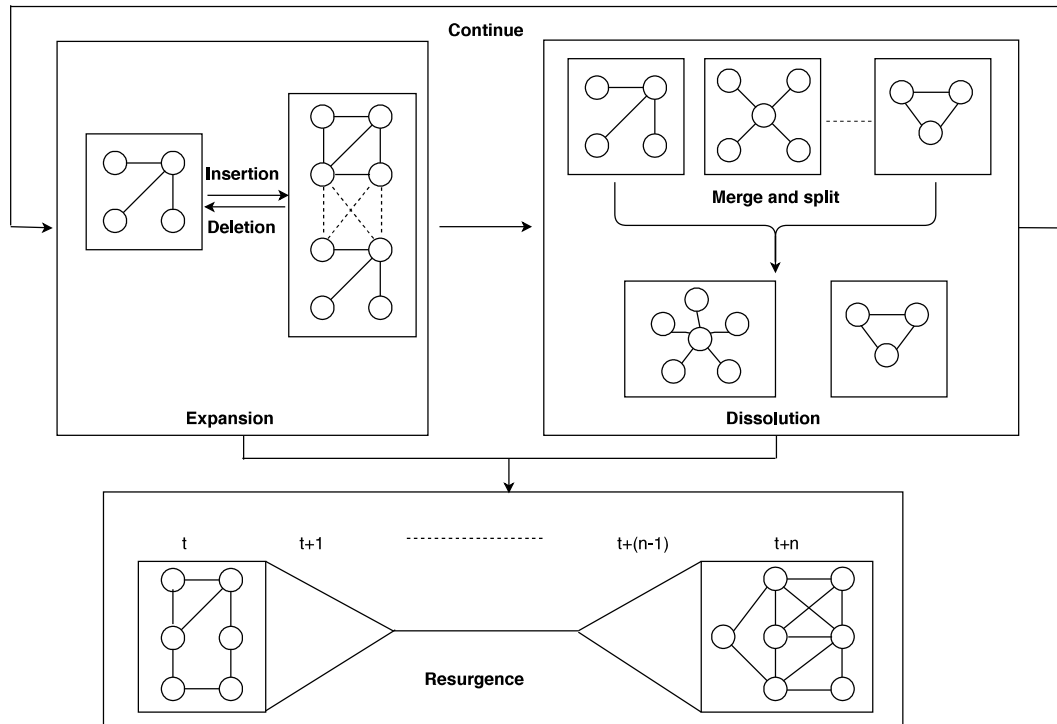 Continue
Insertion
Deletion
Merge and split
Expansion
Dissolution
t
t+1
t+(n-1)
t+n
Resurgence